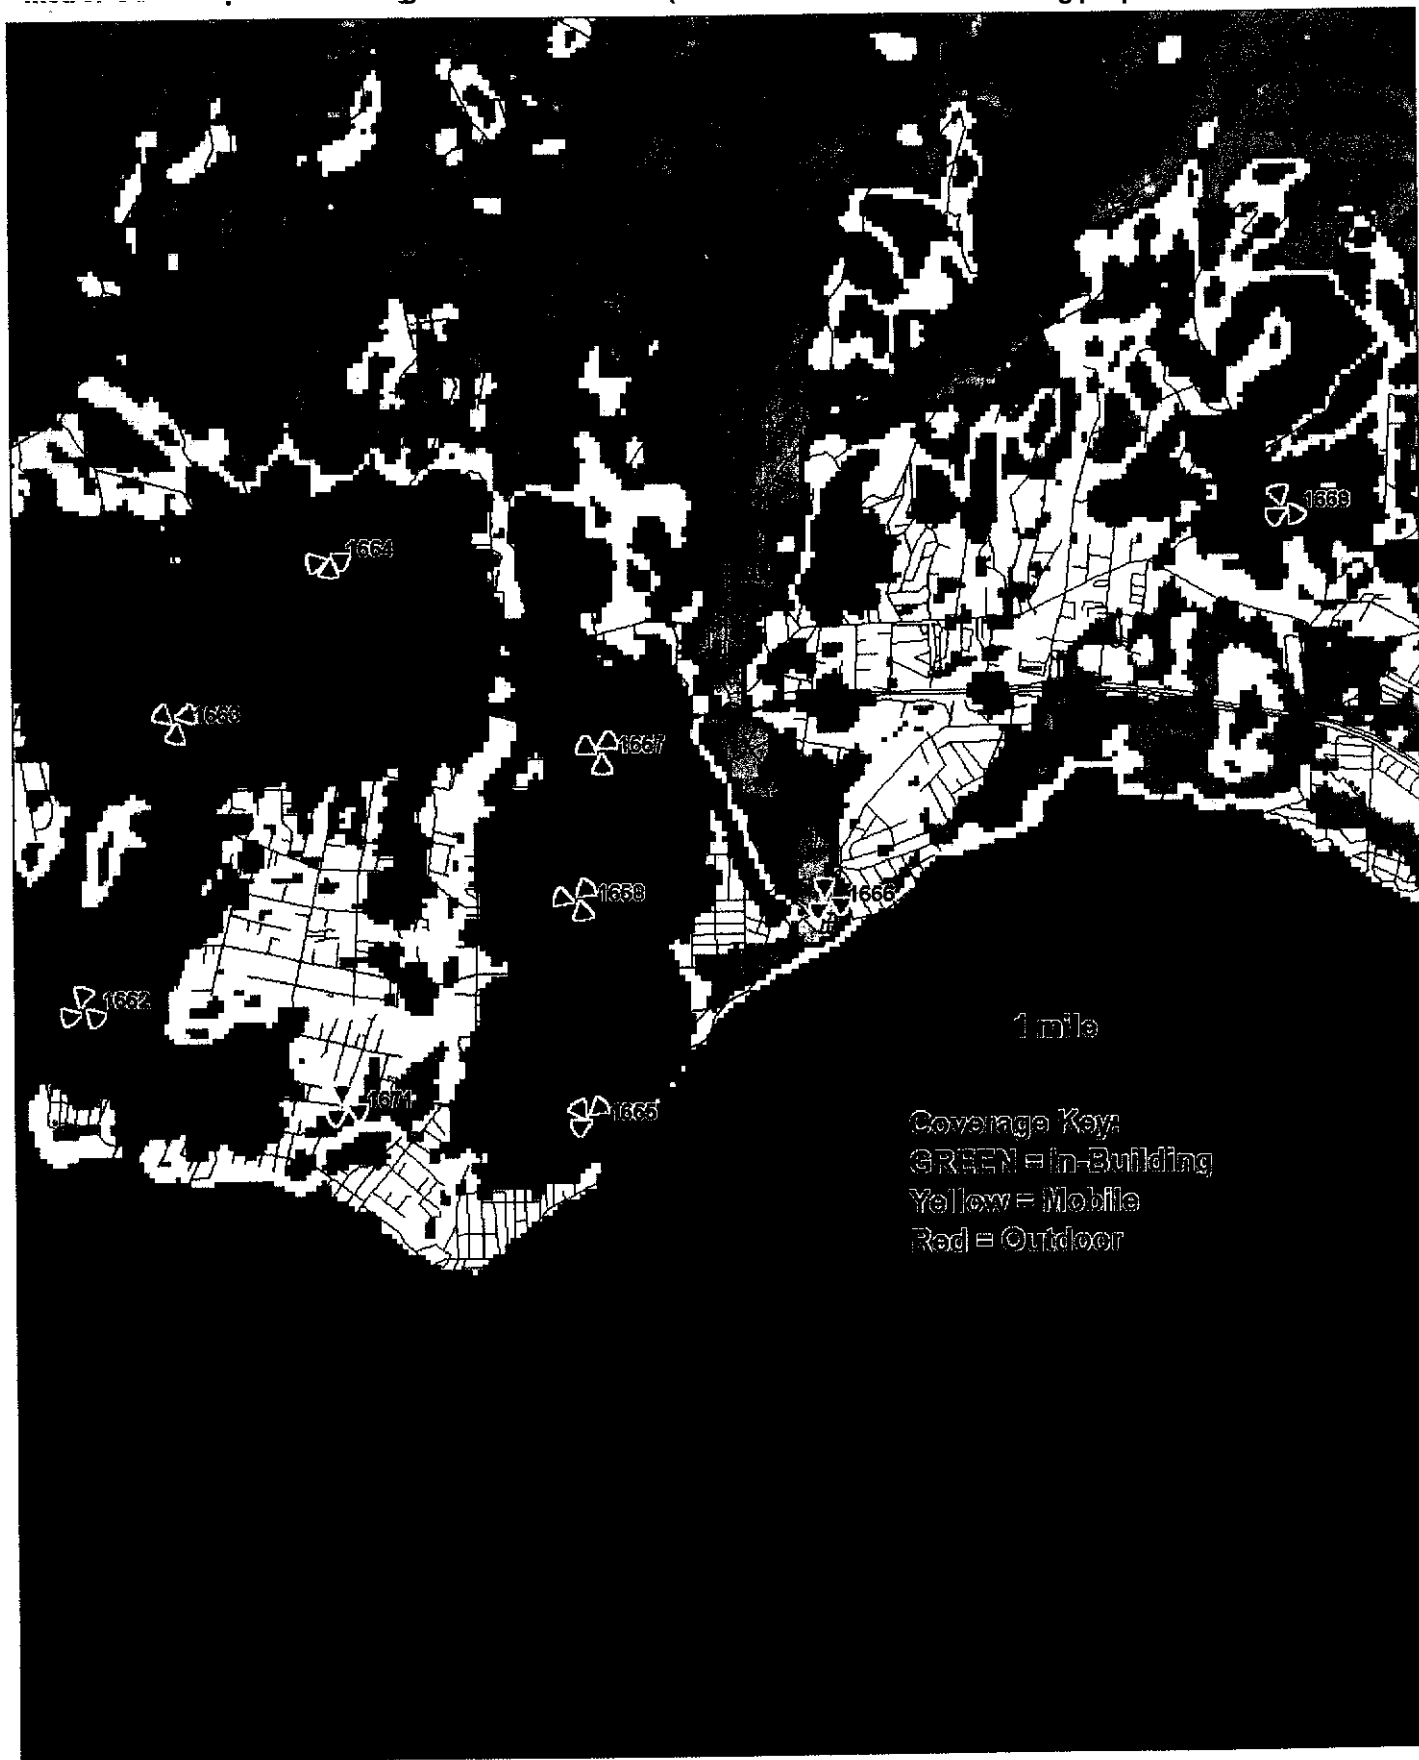 1669
1664
1663
1667
1668
1666
1662
1 mile
1671
1665
Coverage Key:
GREEN = In-Building
Yellow = Mobile
Red = Outdoor